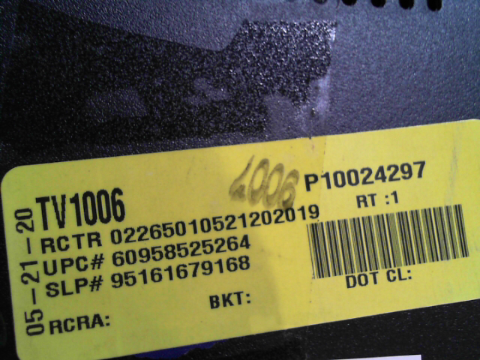 05-21-20
TV1006
1006
P10024297
RCTR 02265010521202019
RT :1
UPC# 60958525264
SLP# 95161679168
DOT CL:
BKT:
RCRA: